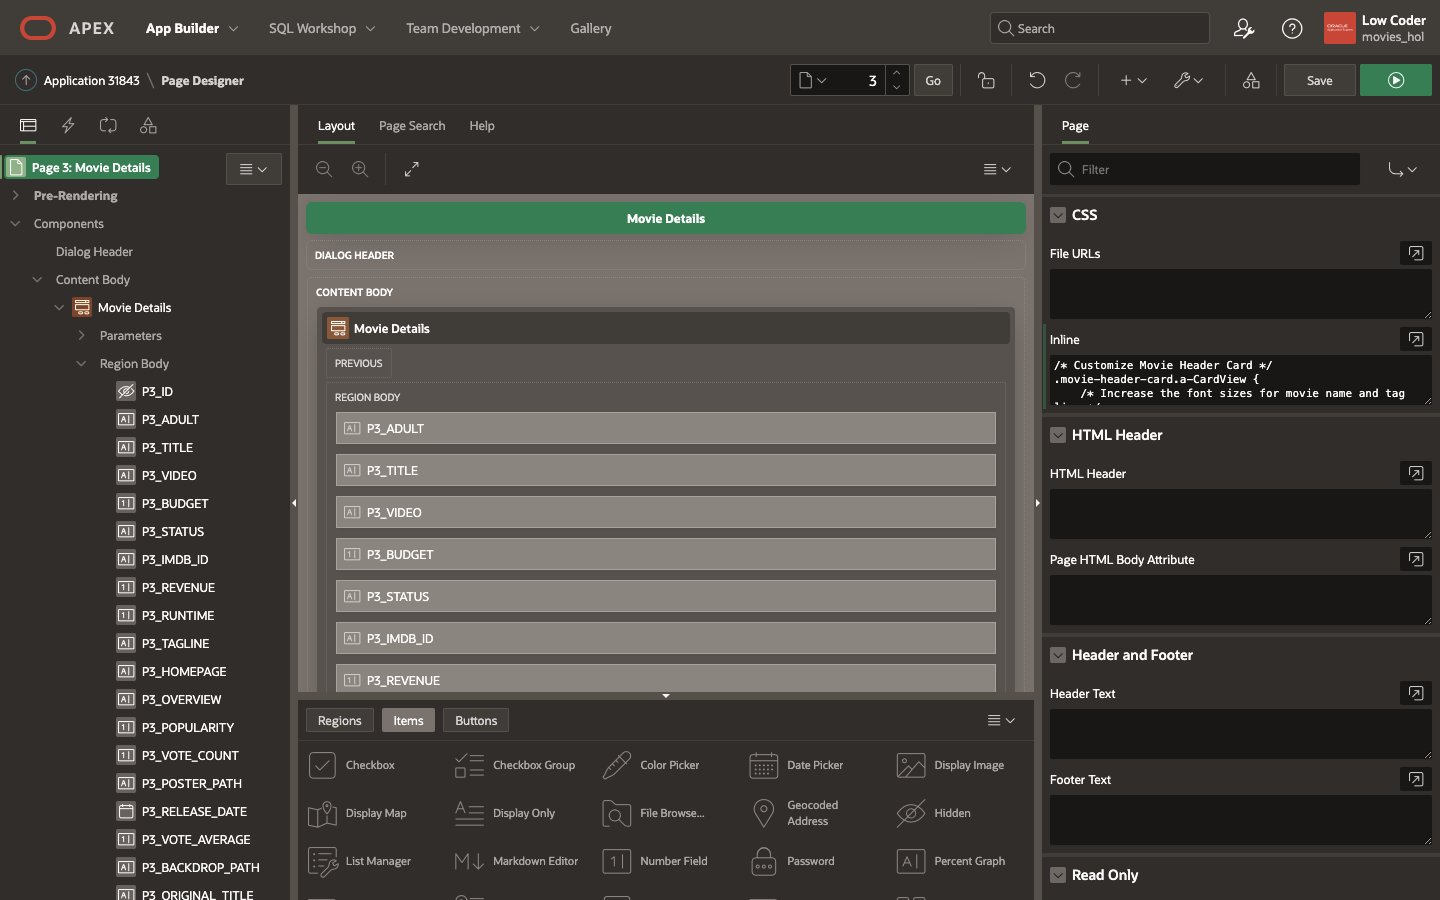 APEX
App Builder
SQL Workshop
Team Development
Gallery
Search
Low Coder
movies_hol
Application 31843 \ Page Designer
3
Go
Save
Page 3: Movie Details
Pre-Rendering
Components
Dialog Header
Content Body
Movie Details
Parameters
Region Body
P3_ID
P3_ADULT
P3_TITLE
P3_VIDEO
P3_BUDGET
P3_STATUS
P3_IMDB_ID
P3_REVENUE
P3_RUNTIME
P3_TAGLINE
P3_HOMEPAGE
P3_OVERVIEW
P3_POPULARITY
P3_VOTE_COUNT
P3_POSTER_PATH
P3_RELEASE_DATE
P3_VOTE_AVERAGE
P3_BACKDROP_PATH
P3_ORIGINAL_TITLE
Layout
Page Search
Help
Movie Details
DIALOG HEADER
CONTENT BODY
Movie Details
PREVIOUS
REGION BODY
P3_ADULT
P3_TITLE
P3_VIDEO
P3_BUDGET
P3_STATUS
P3_IMDB_ID
P3_REVENUE
Regions
Items
Buttons
Checkbox
Checkbox Group
Color Picker
Date Picker
Display Image
Display Map
Display Only
File Browse...
Geocoded
Address
Hidden
List Manager
Markdown Editor
Number Field
Password
Percent Graph
Page
Filter
CSS
File URLs
Inline
/* Customize Movie Header Card */
.movie-header-card.a-CardView {
/* Increase the font sizes for movie name and tag
HTML Header
HTML Header
Page HTML Body Attribute
Header and Footer
Header Text
Footer Text
Read Only